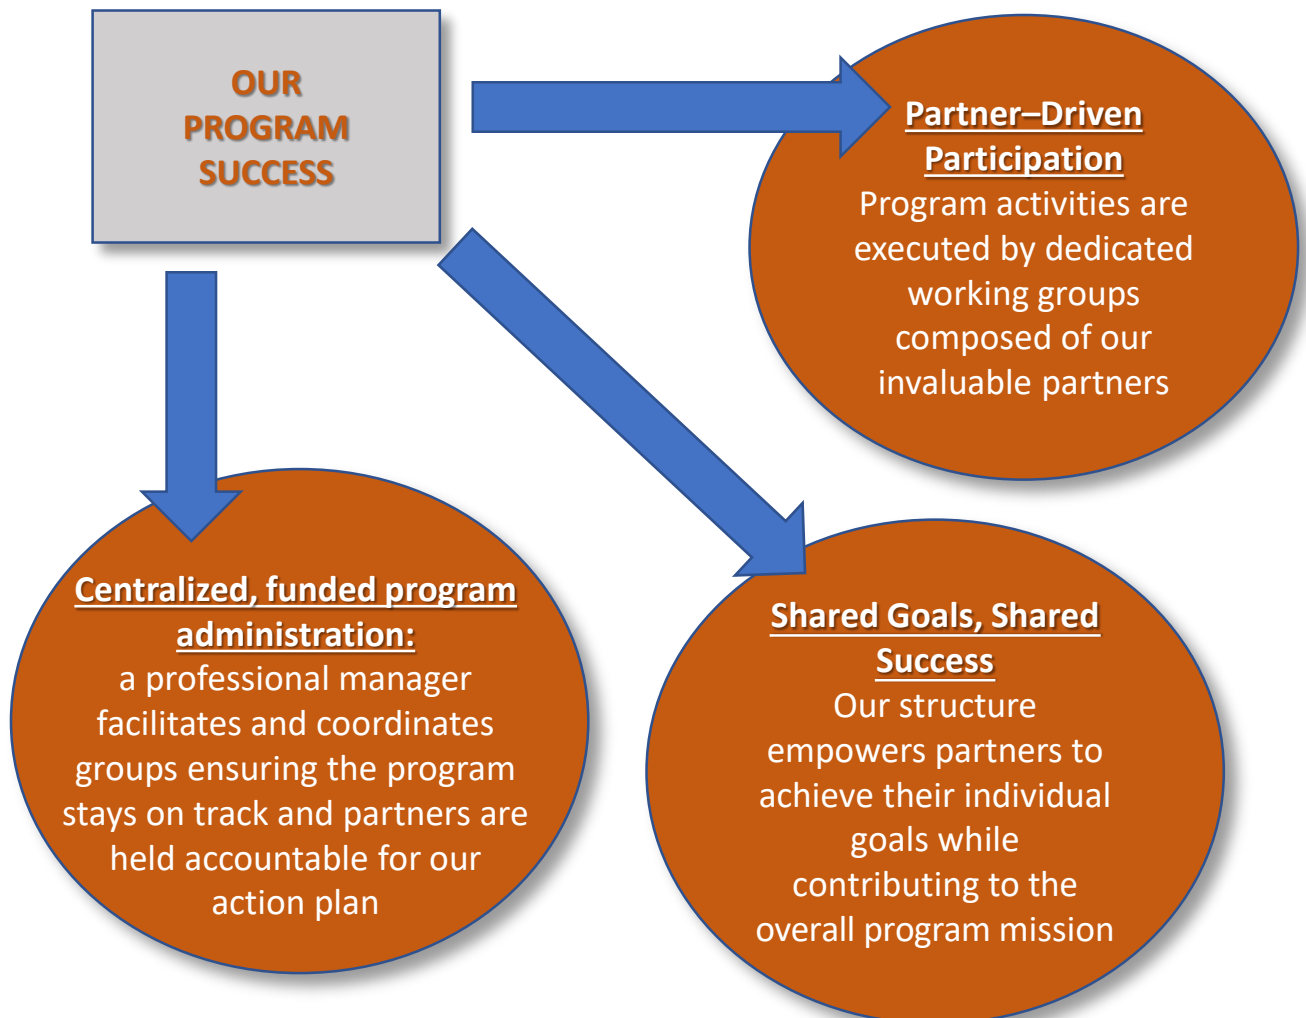 OUR
PROGRAM
SUCCESS
Partner–Driven
Participation
Program activities are
executed by dedicated
working groups
composed of our
invaluable partners
Centralized, funded program
administration:
a professional manager
facilitates and coordinates
groups ensuring the program
stays on track and partners are
held accountable for our
action plan
Shared Goals, Shared
Success
Our structure
empowers partners to
achieve their individual
goals while
contributing to the
overall program mission